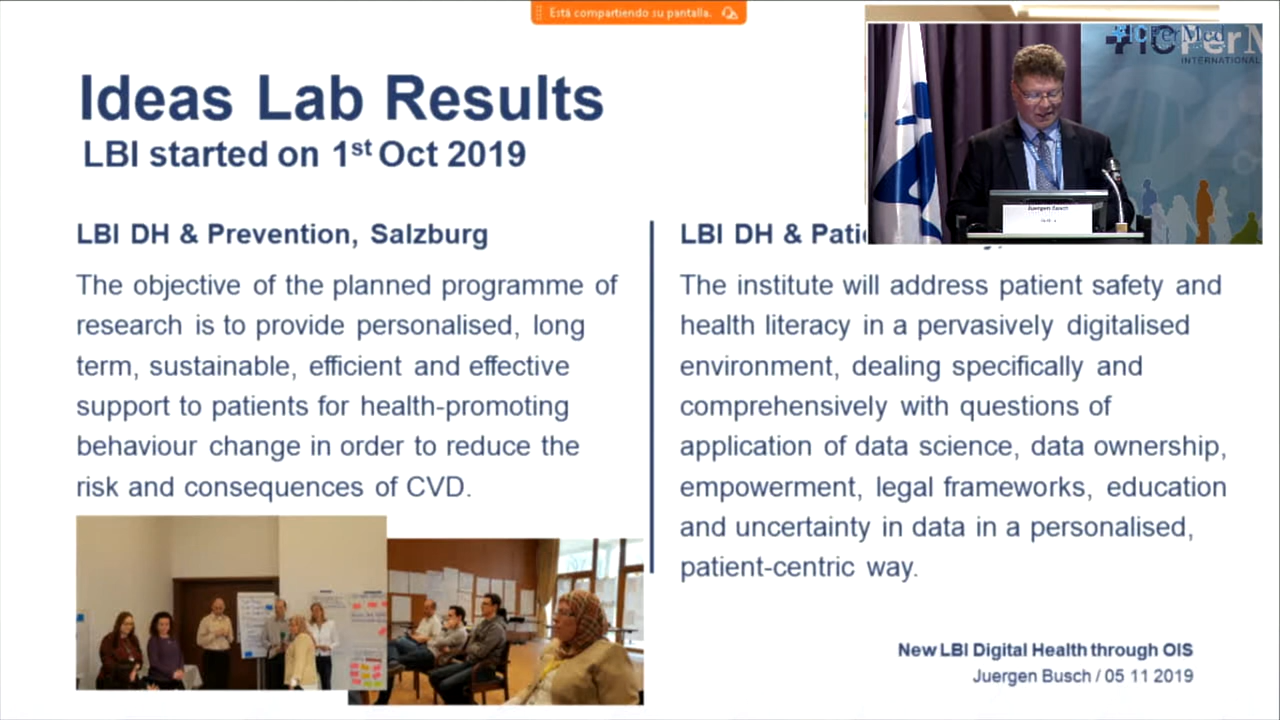 Está compartiendo su pantalla.
Ideas Lab Results
LBI started on 1st Oct 2019
ICPerMed
INTERNATIONAL
Juergen Busch
LBI DH & Prevention, Salzburg
The objective of the planned programme of
research is to provide personalised, long
term, sustainable, efficient and effective
support to patients for health-promoting
behaviour change in order to reduce the
risk and consequences of CVD.
LBI DH &
The institute will address patient safety and
health literacy in a pervasively digitalised
environment, dealing specifically and
comprehensively with questions of
application of data science, data ownership,
empowerment, legal frameworks, education
and uncertainty in data in a personalised,
patient-centric way.
New LBI Digital Health through OIS
Juergen Busch / 05 11 2019